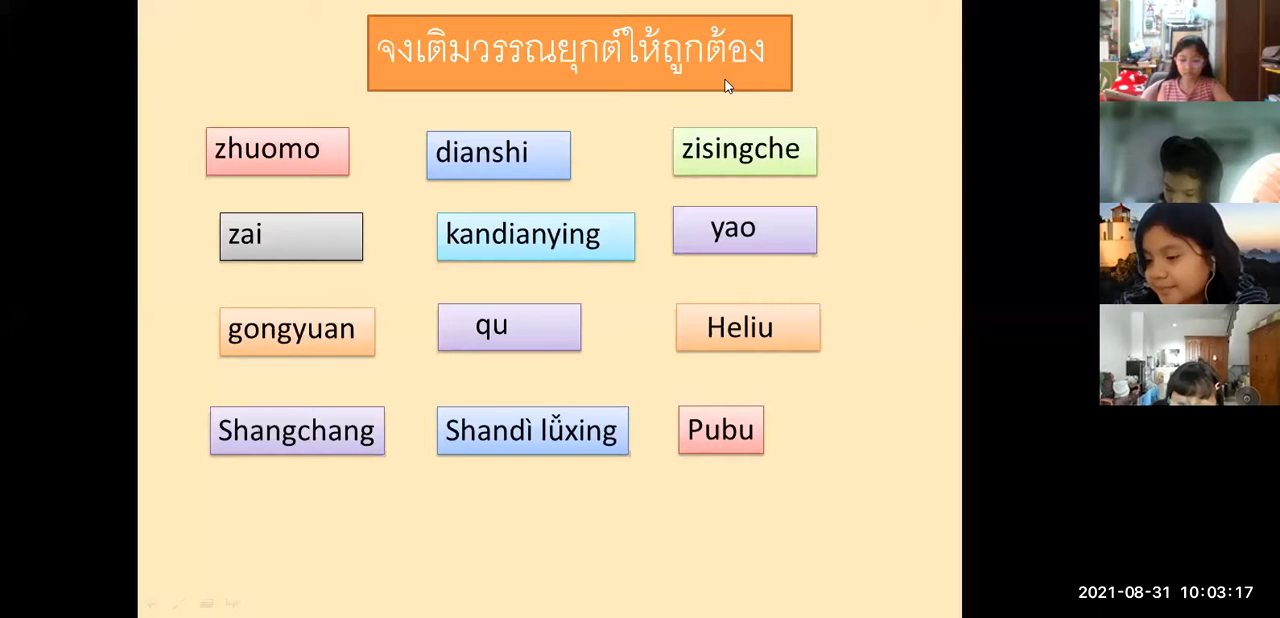 จงเติมวรรณยุกต์ให้ถูกต้อง
zhuomo dianshi zisingche
zai kandianying yao
gongyuan qu Heliu
Shangchang Shandì lǚxing Pubu
2021-08-31 10:03:17